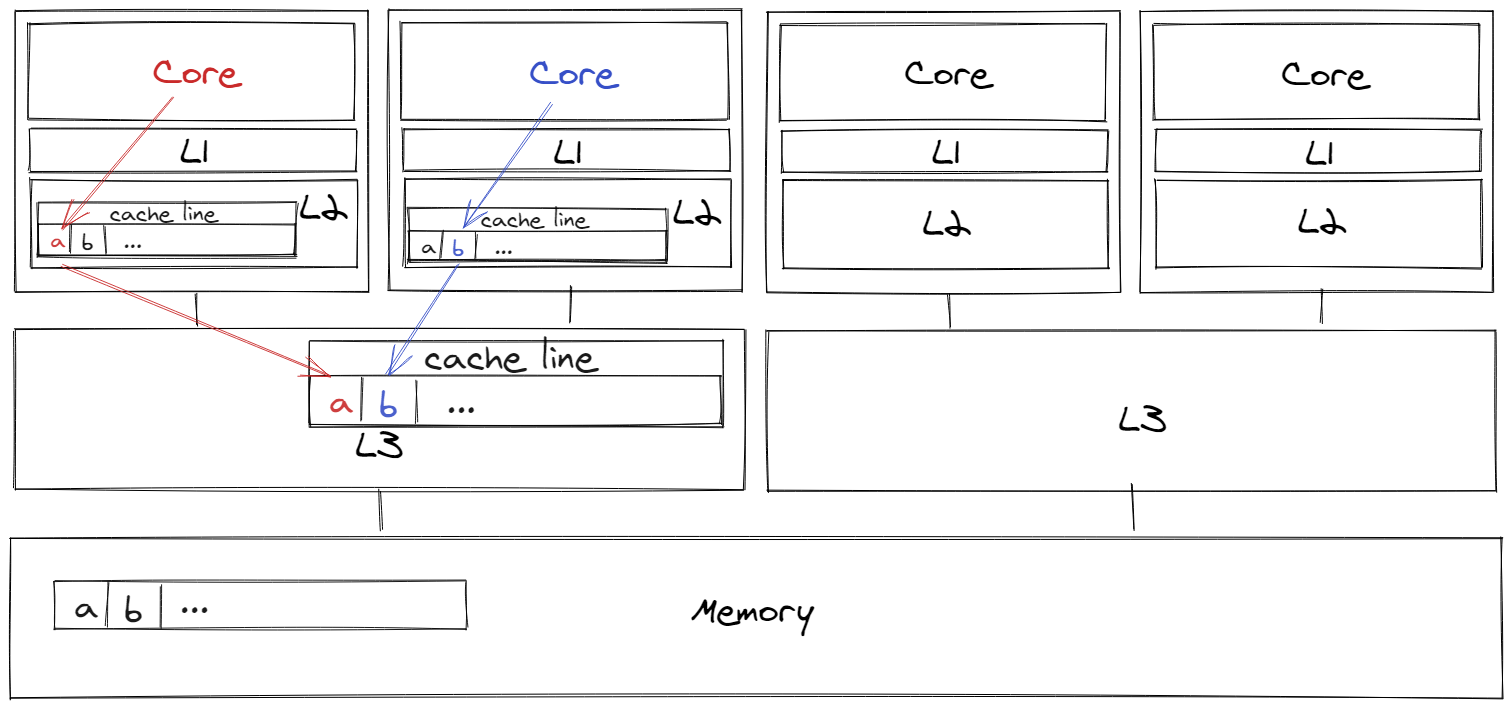 Core
Core
Core
Core
L1
L1
L1
L1
cache line
L2
a b ...
cache line
L2
a b ...
L2
L2
cache line
a b ...
L3
L3
a b ...
Memory